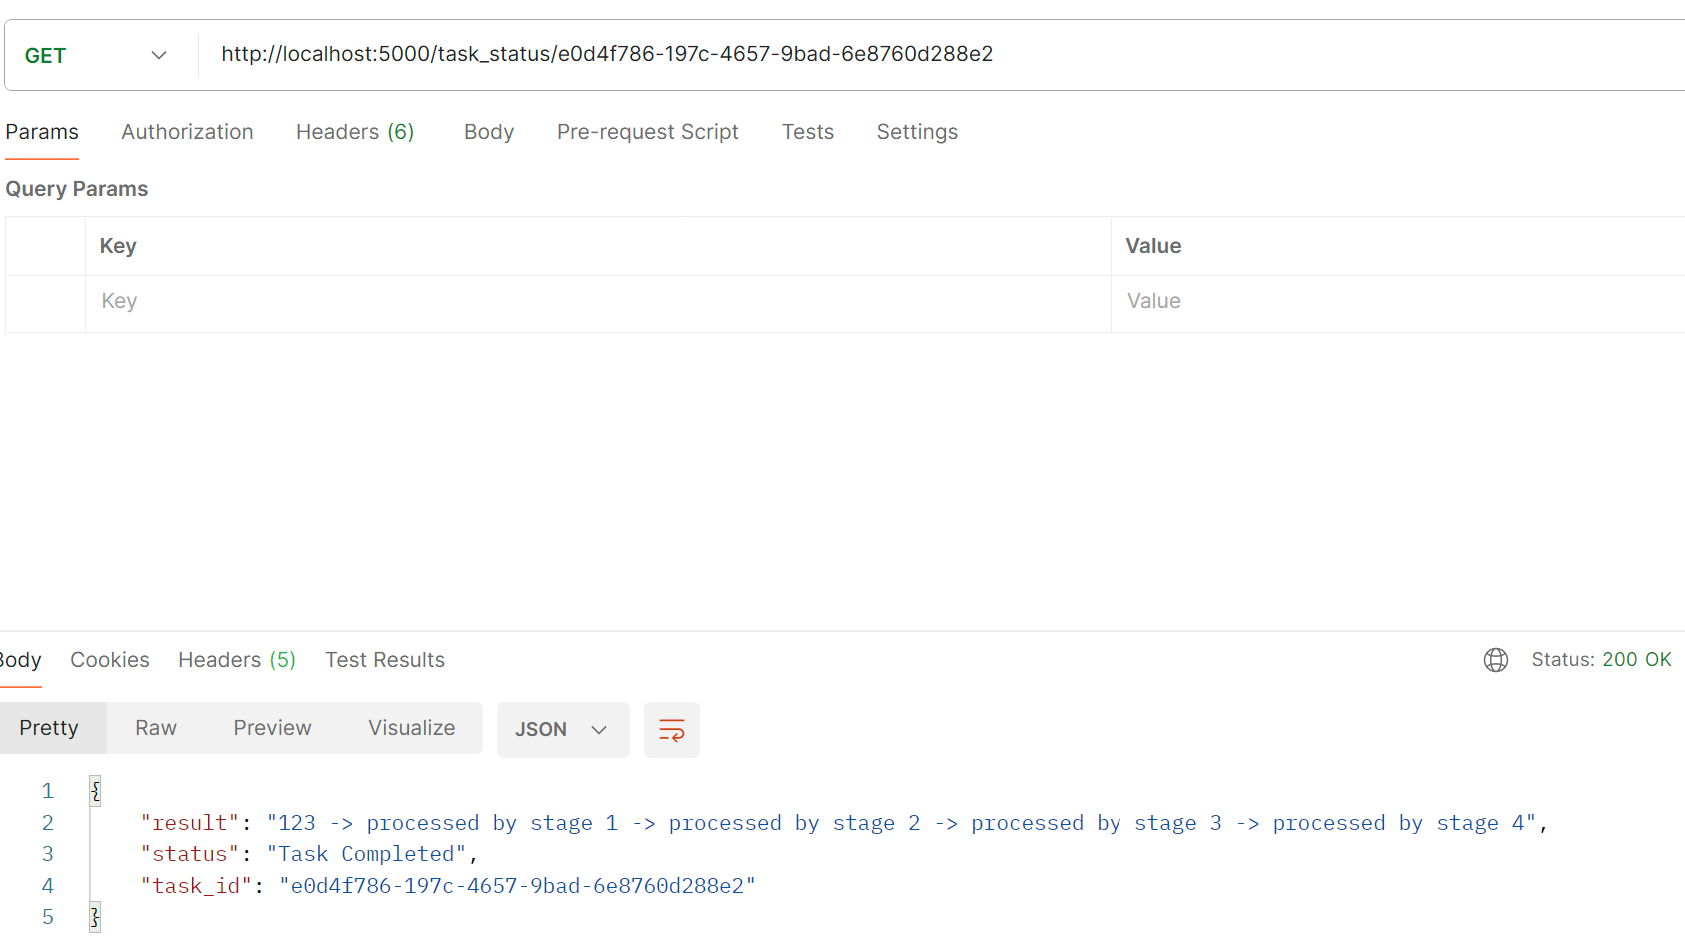 GET http://localhost:5000/task_status/e0d4f786-197c-4657-9bad-6e8760d288e2
Params Authorization Headers (6) Body Pre-request Script Tests Settings
Query Params
Key Value
Key Value
Body Cookies Headers (5) Test Results Status: 200 OK
Pretty Raw Preview Visualize JSON
1 {
2 "result": "123 -> processed by stage 1 -> processed by stage 2 -> processed by stage 3 -> processed by stage 4",
3 "status": "Task Completed",
4 "task_id": "e0d4f786-197c-4657-9bad-6e8760d288e2"
5 }